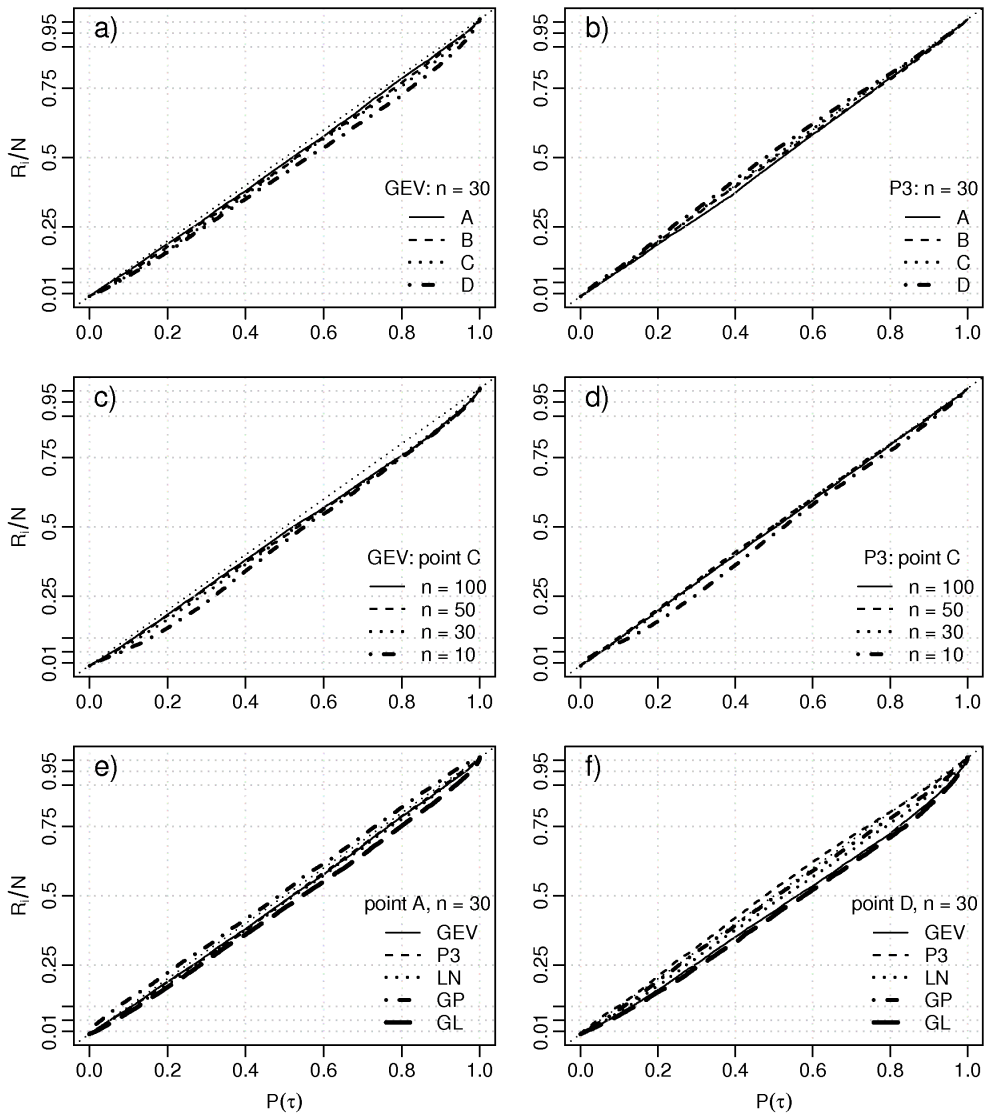 a)
0.95
0.75
0.5
0.25
0.01
Ri/N
GEV: n = 30
A
B
C
D
0.0 0.2 0.4 0.6 0.8 1.0
b)
0.95
0.75
0.5
0.25
0.01
P3: n = 30
A
B
C
D
0.0 0.2 0.4 0.6 0.8 1.0
c)
0.95
0.75
0.5
0.25
0.01
Ri/N
GEV: point C
n = 100
n = 50
n = 30
n = 10
0.0 0.2 0.4 0.6 0.8 1.0
d)
0.95
0.75
0.5
0.25
0.01
P3: point C
n = 100
n = 50
n = 30
n = 10
0.0 0.2 0.4 0.6 0.8 1.0
e)
0.95
0.75
0.5
0.25
0.01
Ri/N
point A, n = 30
GEV
P3
LN
GP
GL
0.0 0.2 0.4 0.6 0.8 1.0
P(τ)
f)
0.95
0.75
0.5
0.25
0.01
point D, n = 30
GEV
P3
LN
GP
GL
0.0 0.2 0.4 0.6 0.8 1.0
P(τ)